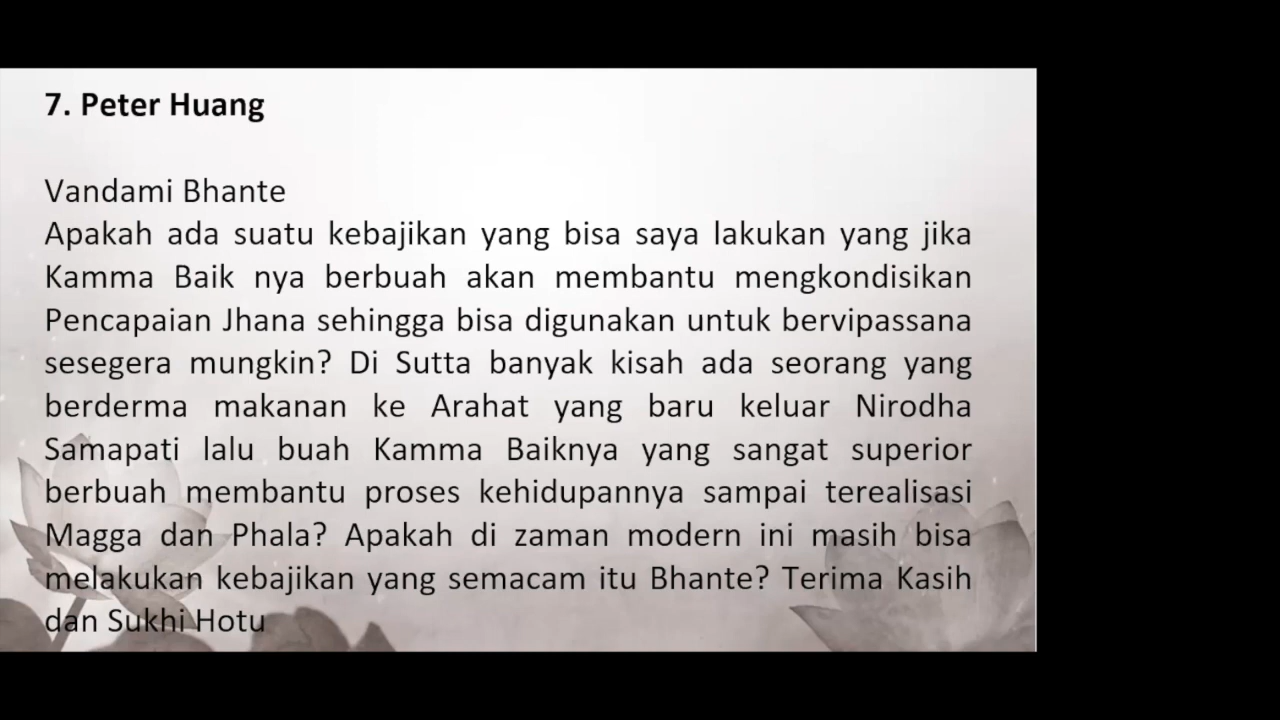 7. Peter Huang
Vandami Bhante
Apakah ada suatu kebajikan yang bisa saya lakukan yang jika
Kamma Baik nya berbuah akan membantu mengkondisikan
Pencapaian Jhana sehingga bisa digunakan untuk bervipassana
sesegera mungkin? Di Sutta banyak kisah ada seorang yang
berderma makanan ke Arahat yang baru keluar Nirodha
Samapati lalu buah Kamma Baiknya yang sangat superior
berbuah membantu proses kehidupannya sampai terealisasi
Magga dan Phala? Apakah di zaman modern ini masih bisa
melakukan kebajikan yang semacam itu Bhante? Terima Kasih
dan Sukhi Hotu